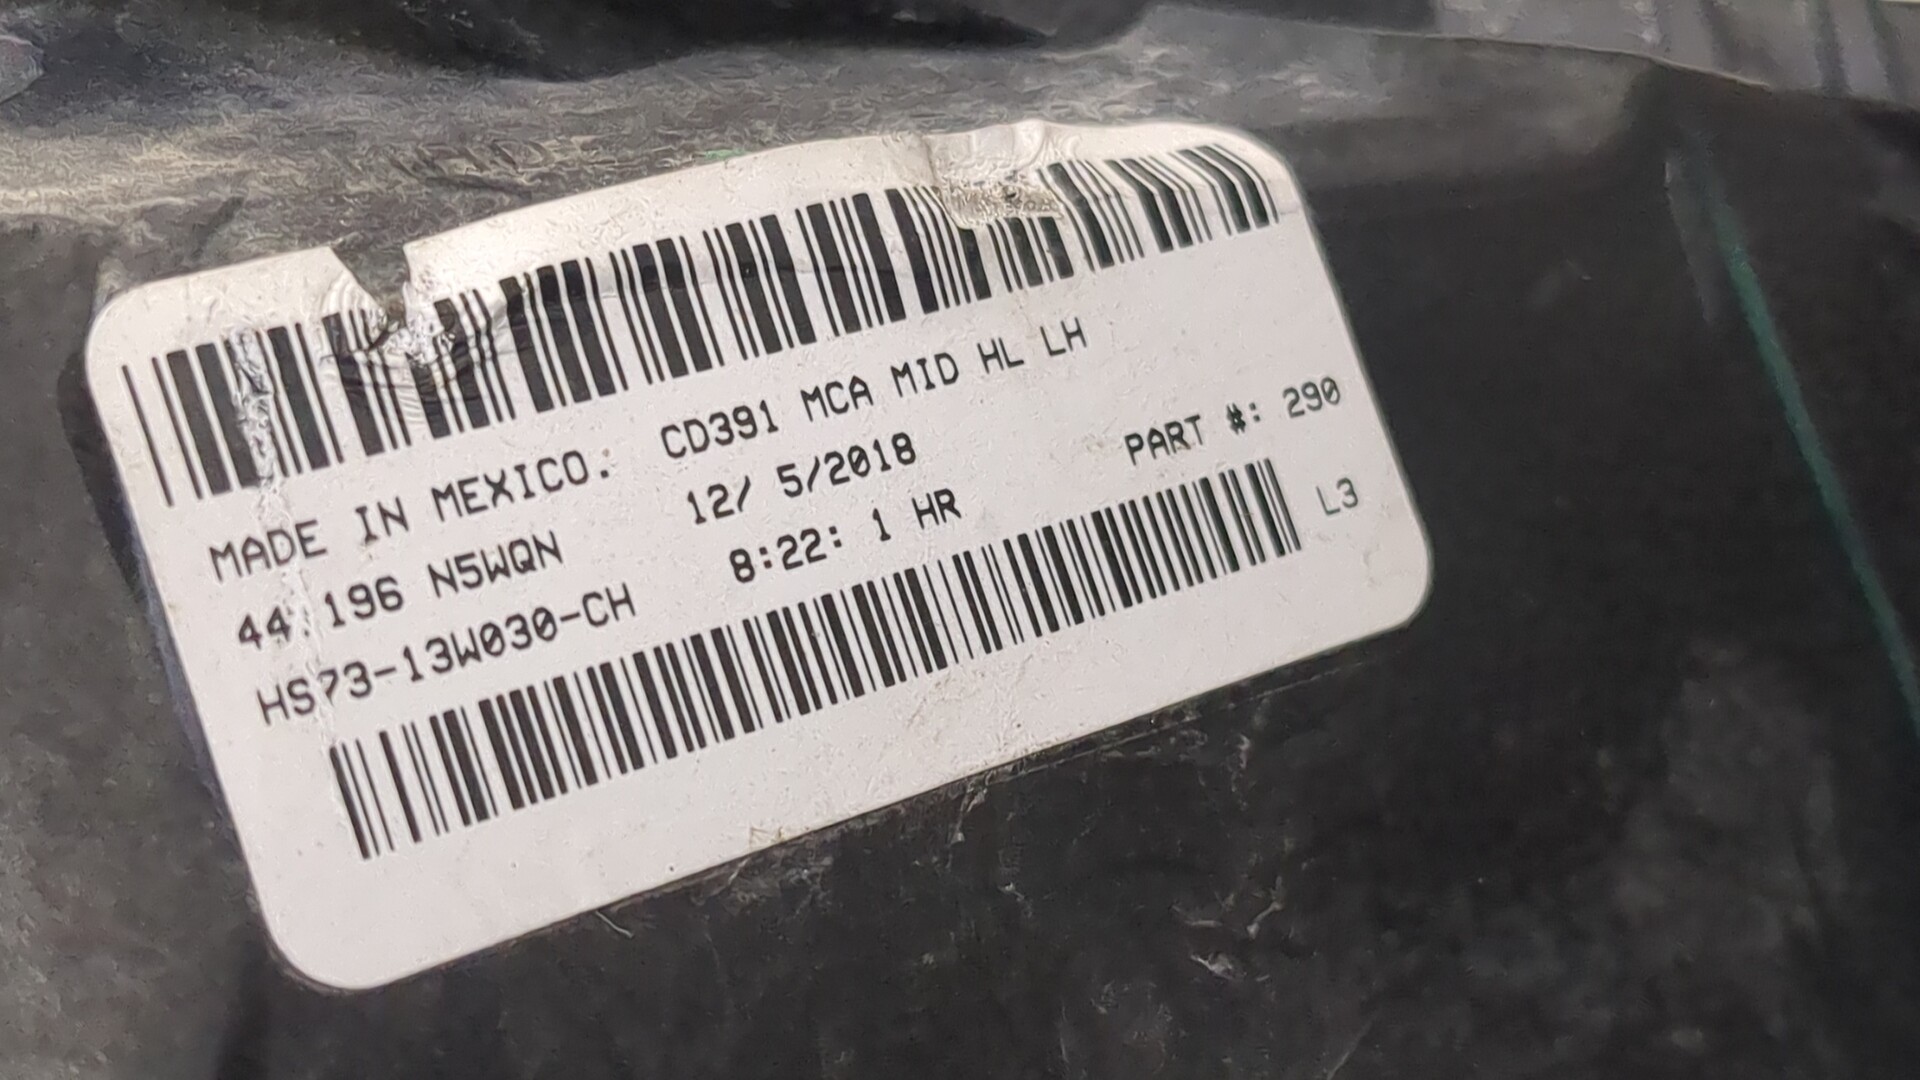 MADE IN MEXICO. CD391 MCA MID HL LH
44.196 N5WQN 12/ 5/2018 PART #: 290
HS73-13W030-CH 8:22: 1 HR L3